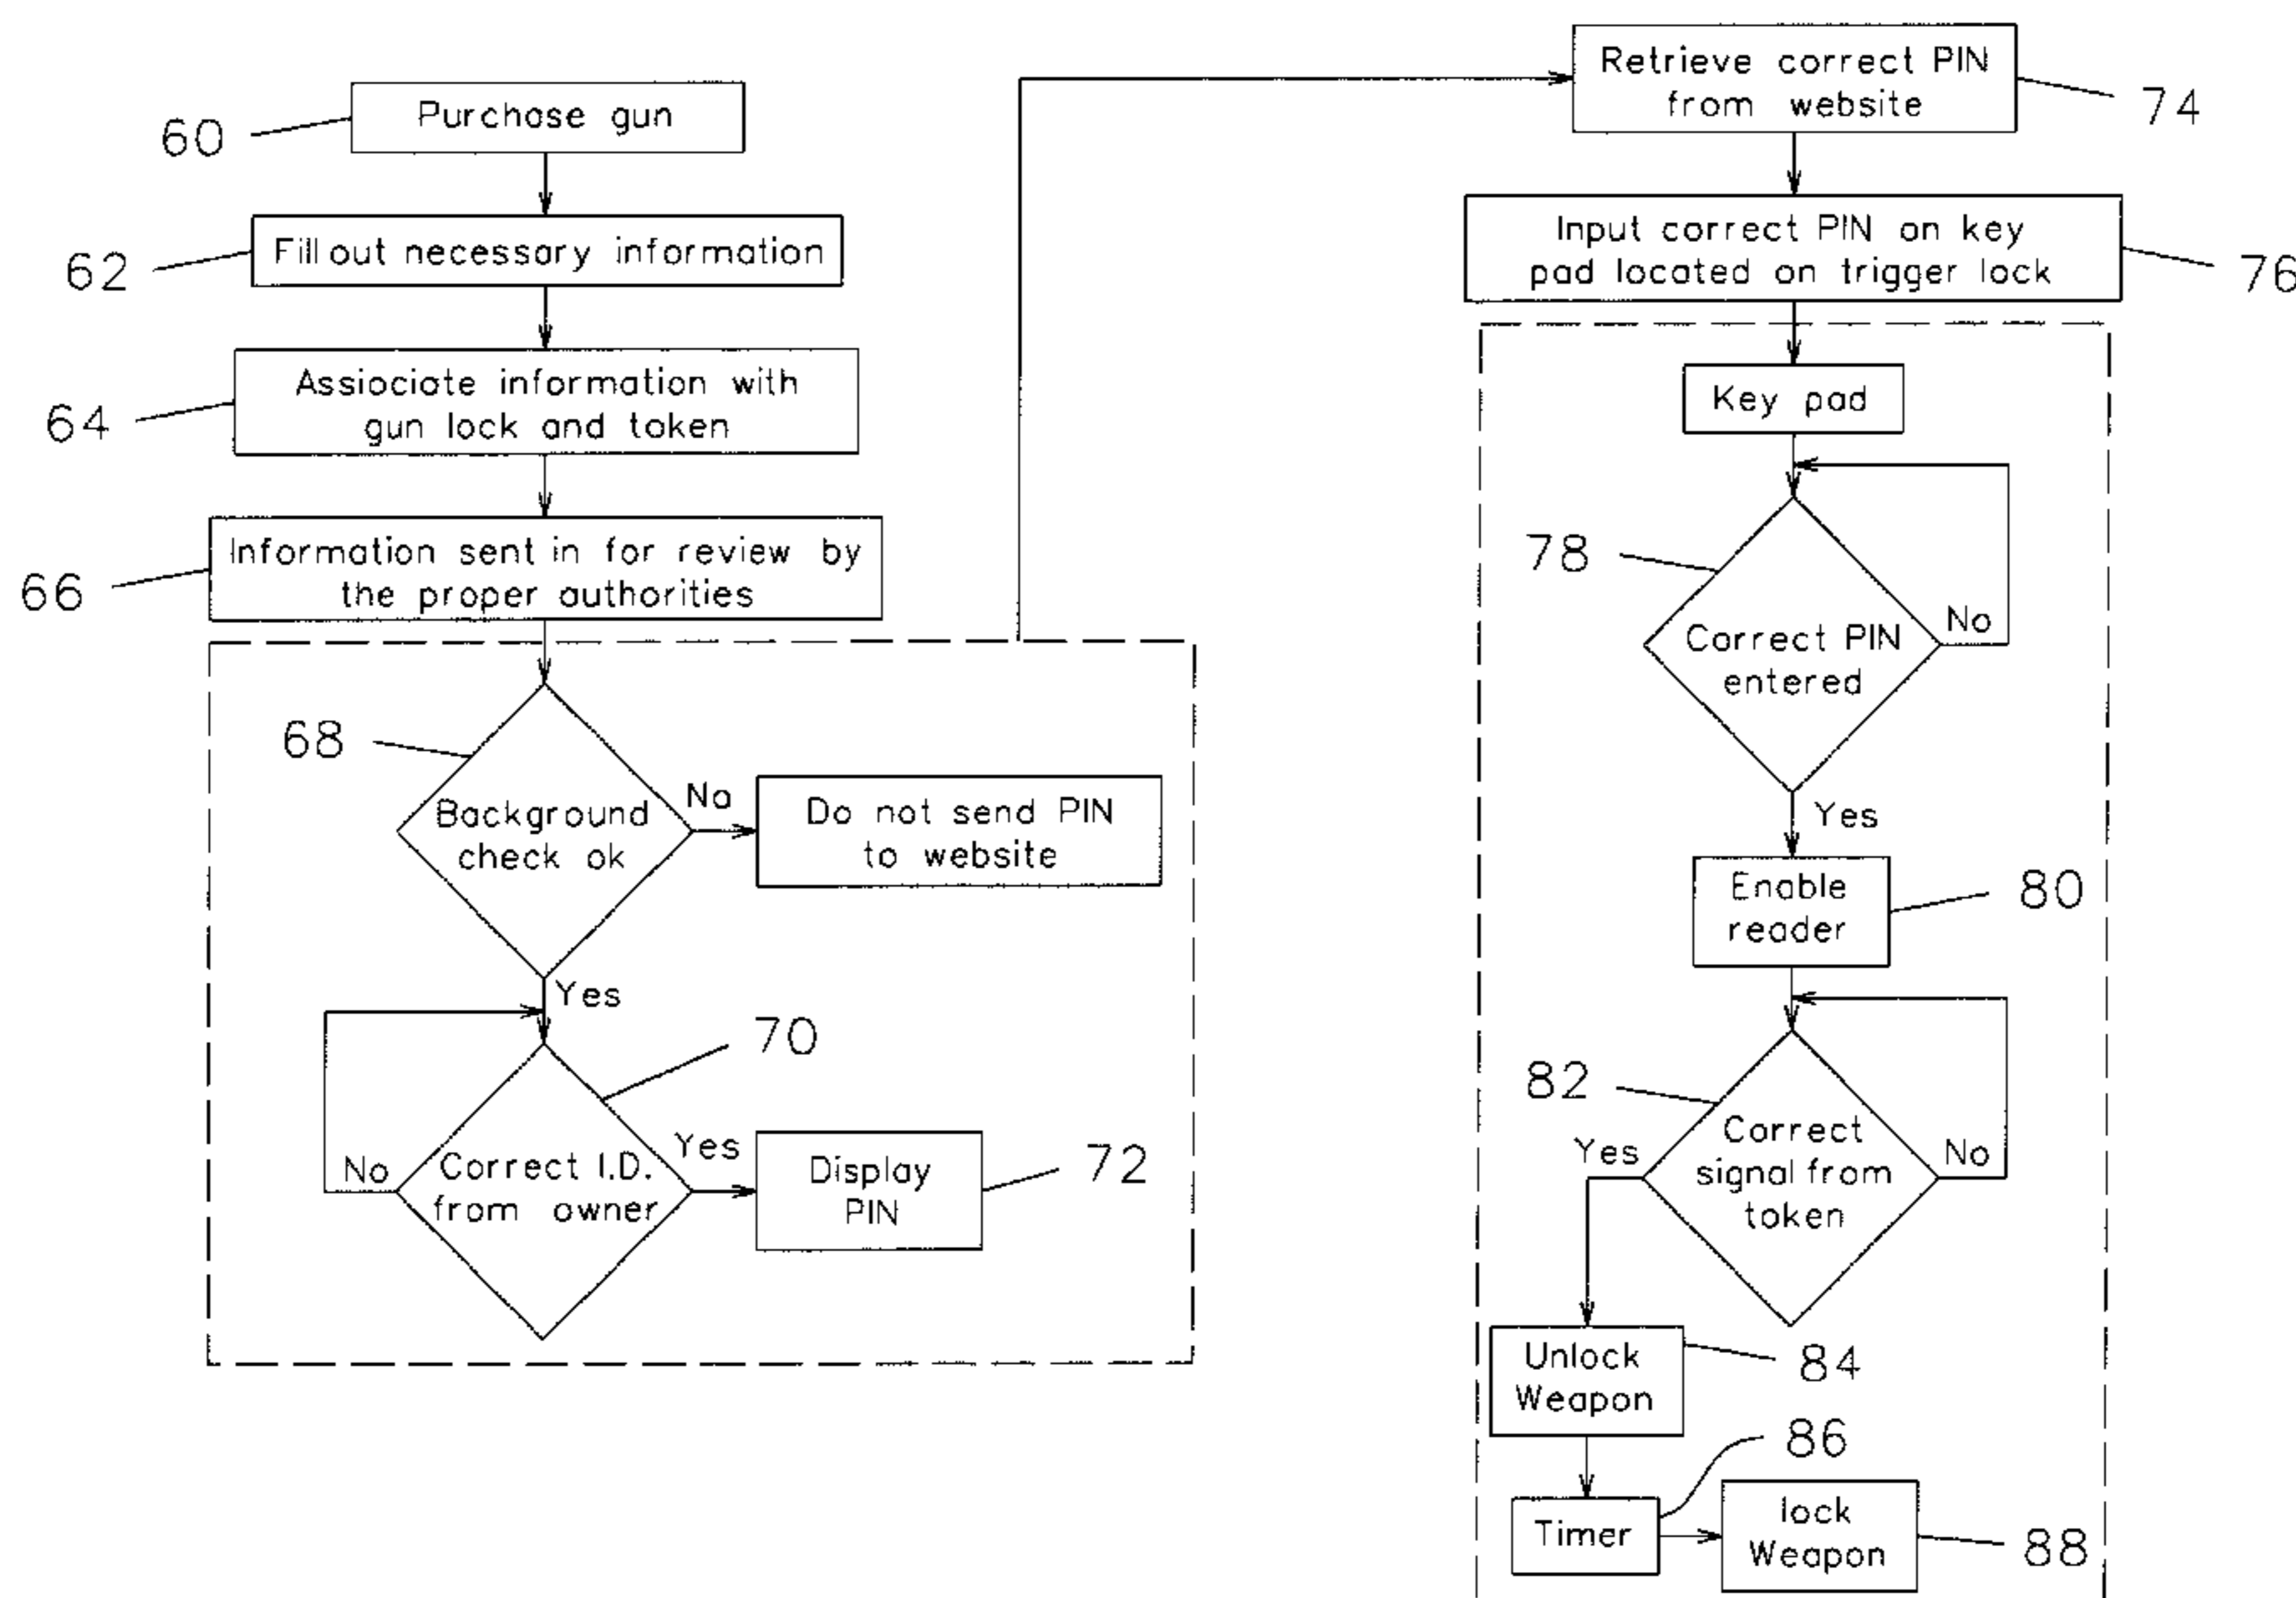 Purchase gun
60
Fill out necessary information
62
Assiociate information with
gun lock and token
64
Information sent in for review by
the proper authorities
66
68
Background
check ok
No
Do not send PIN
to website
Yes
70
No
Correct I.D.
from owner
Yes
Display
PIN
72
Retrieve correct PIN
from website
74
Input correct PIN on key
pad located on trigger lock
76
Key pad
78
Correct PIN
entered
No
Yes
Enable
reader
80
82
Correct
signal from
token
Yes
No
Unlock
Weapon
84
86
Timer
lock
Weapon
88